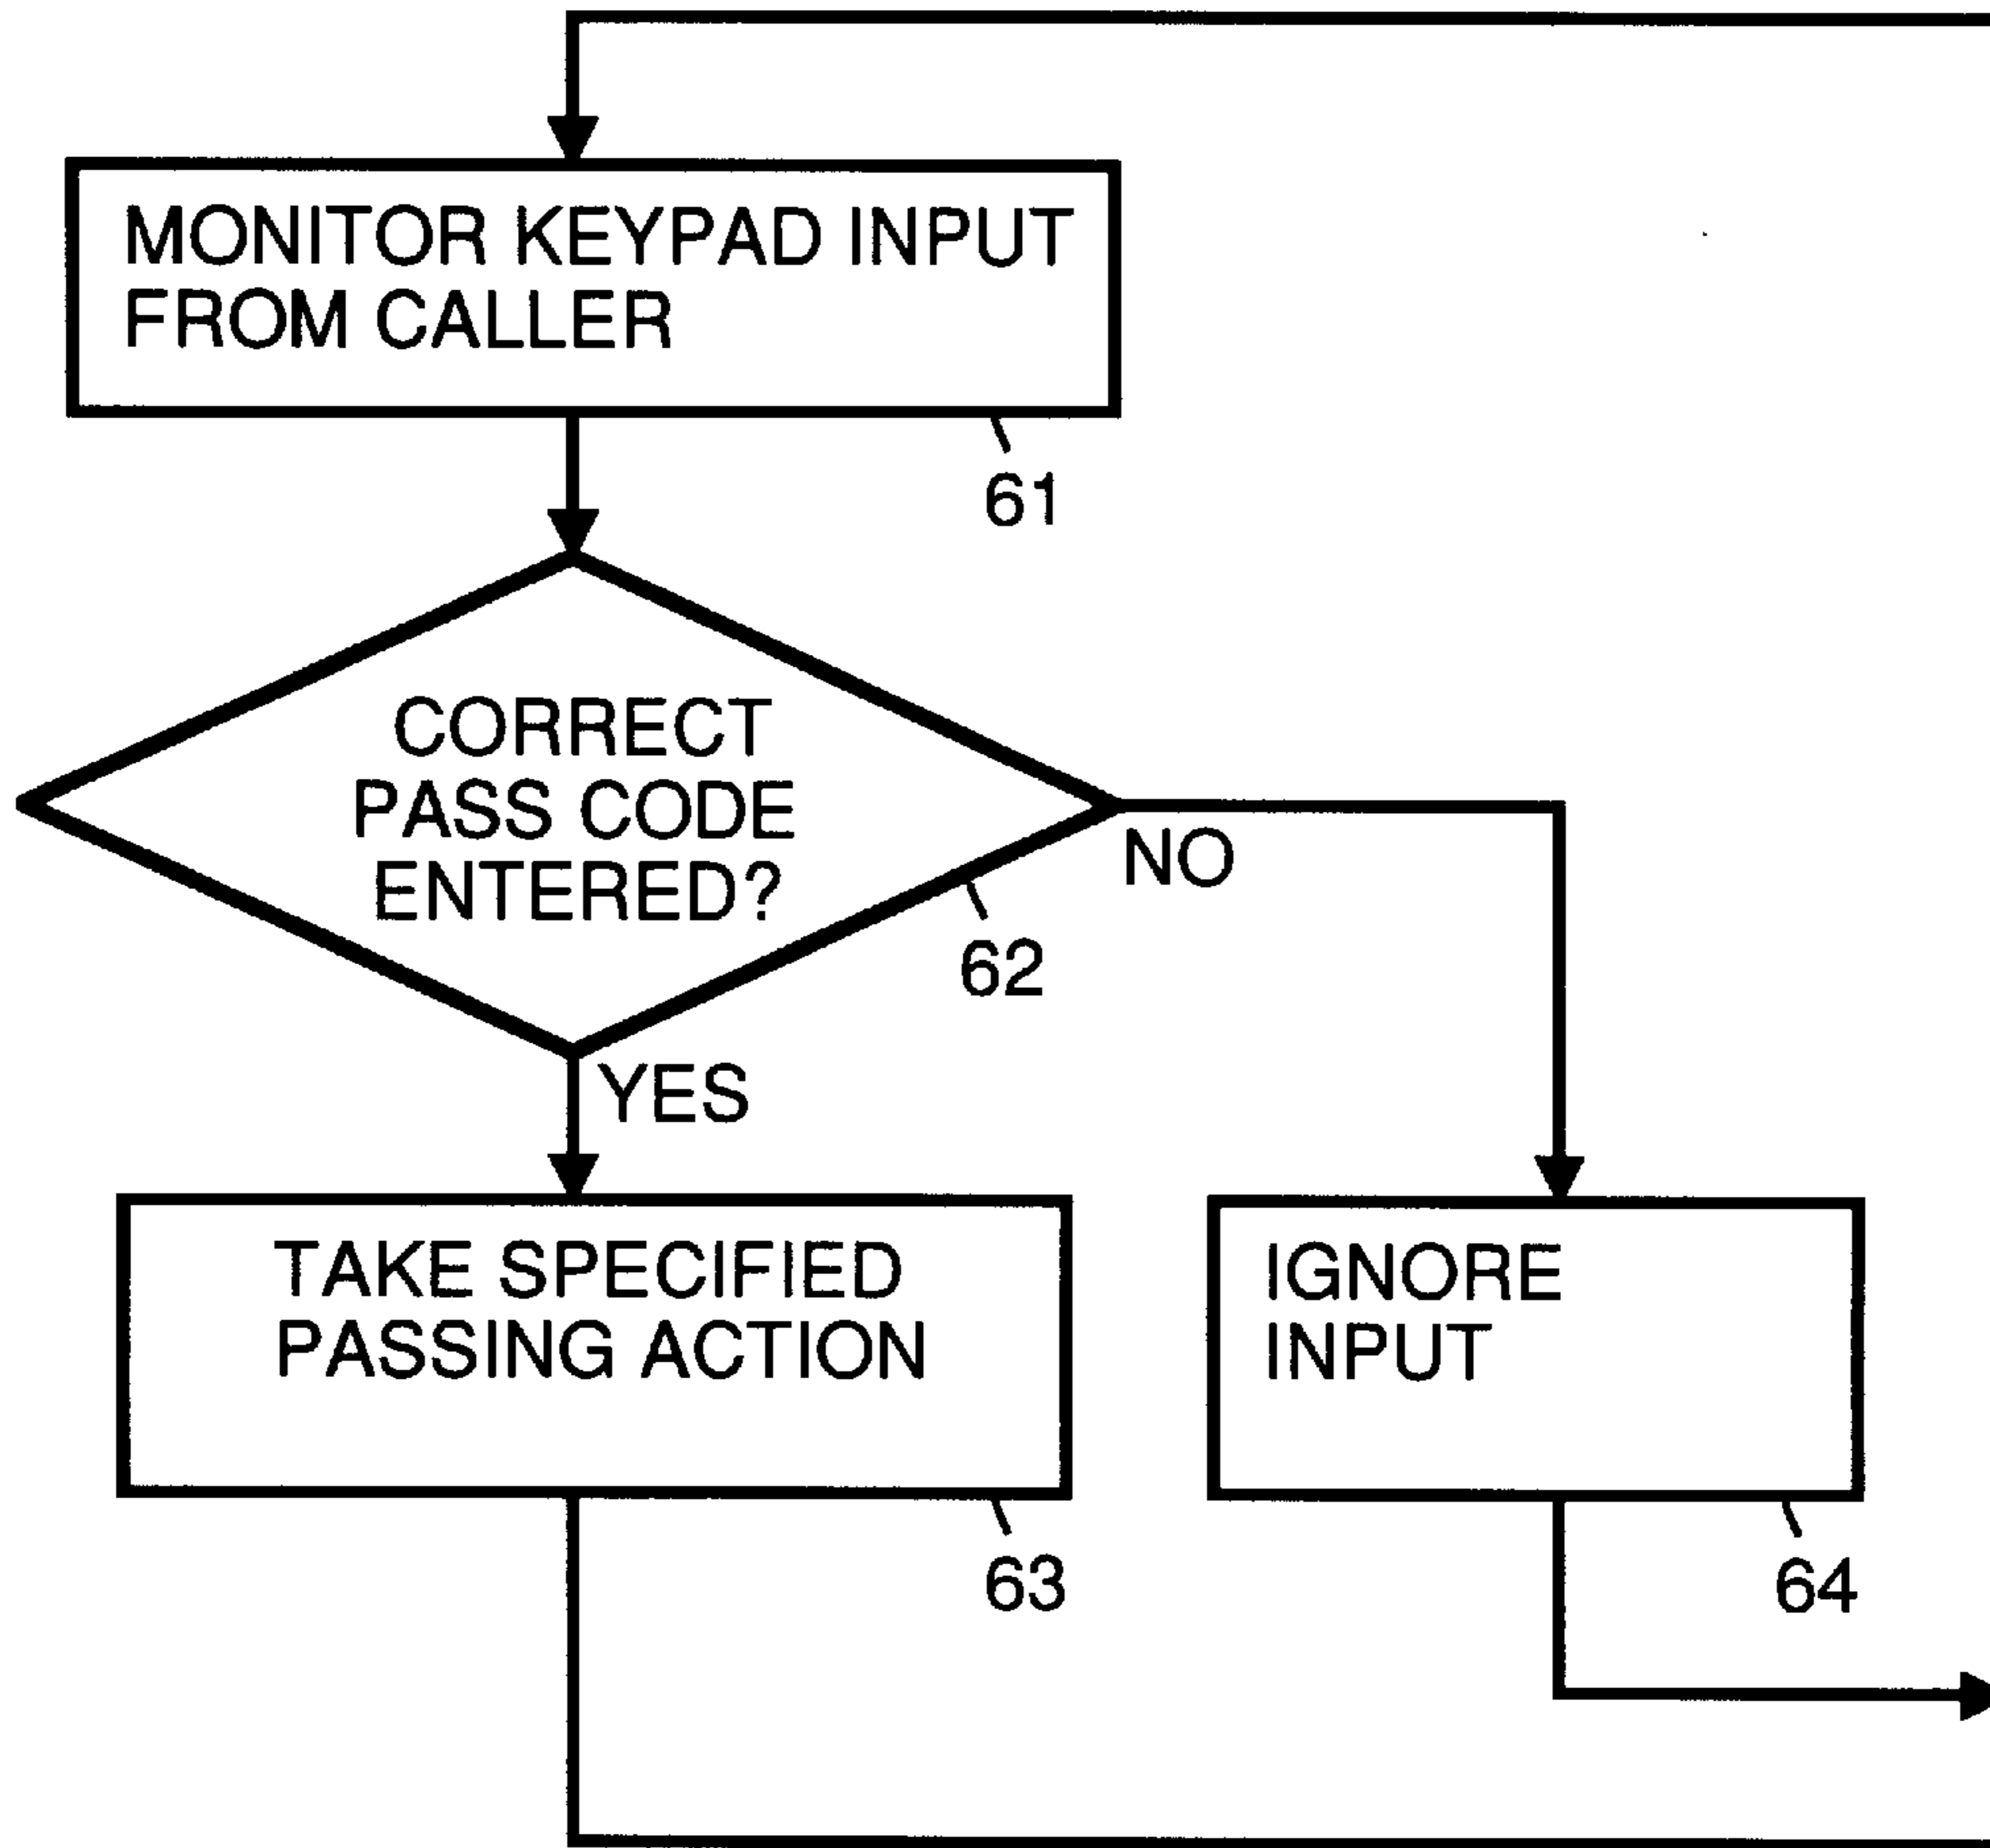 MONITOR KEYPAD INPUT
FROM CALLER
61
CORRECT
PASS CODE
ENTERED?
NO
62
YES
TAKE SPECIFIED
PASSING ACTION
63
IGNORE
INPUT
64